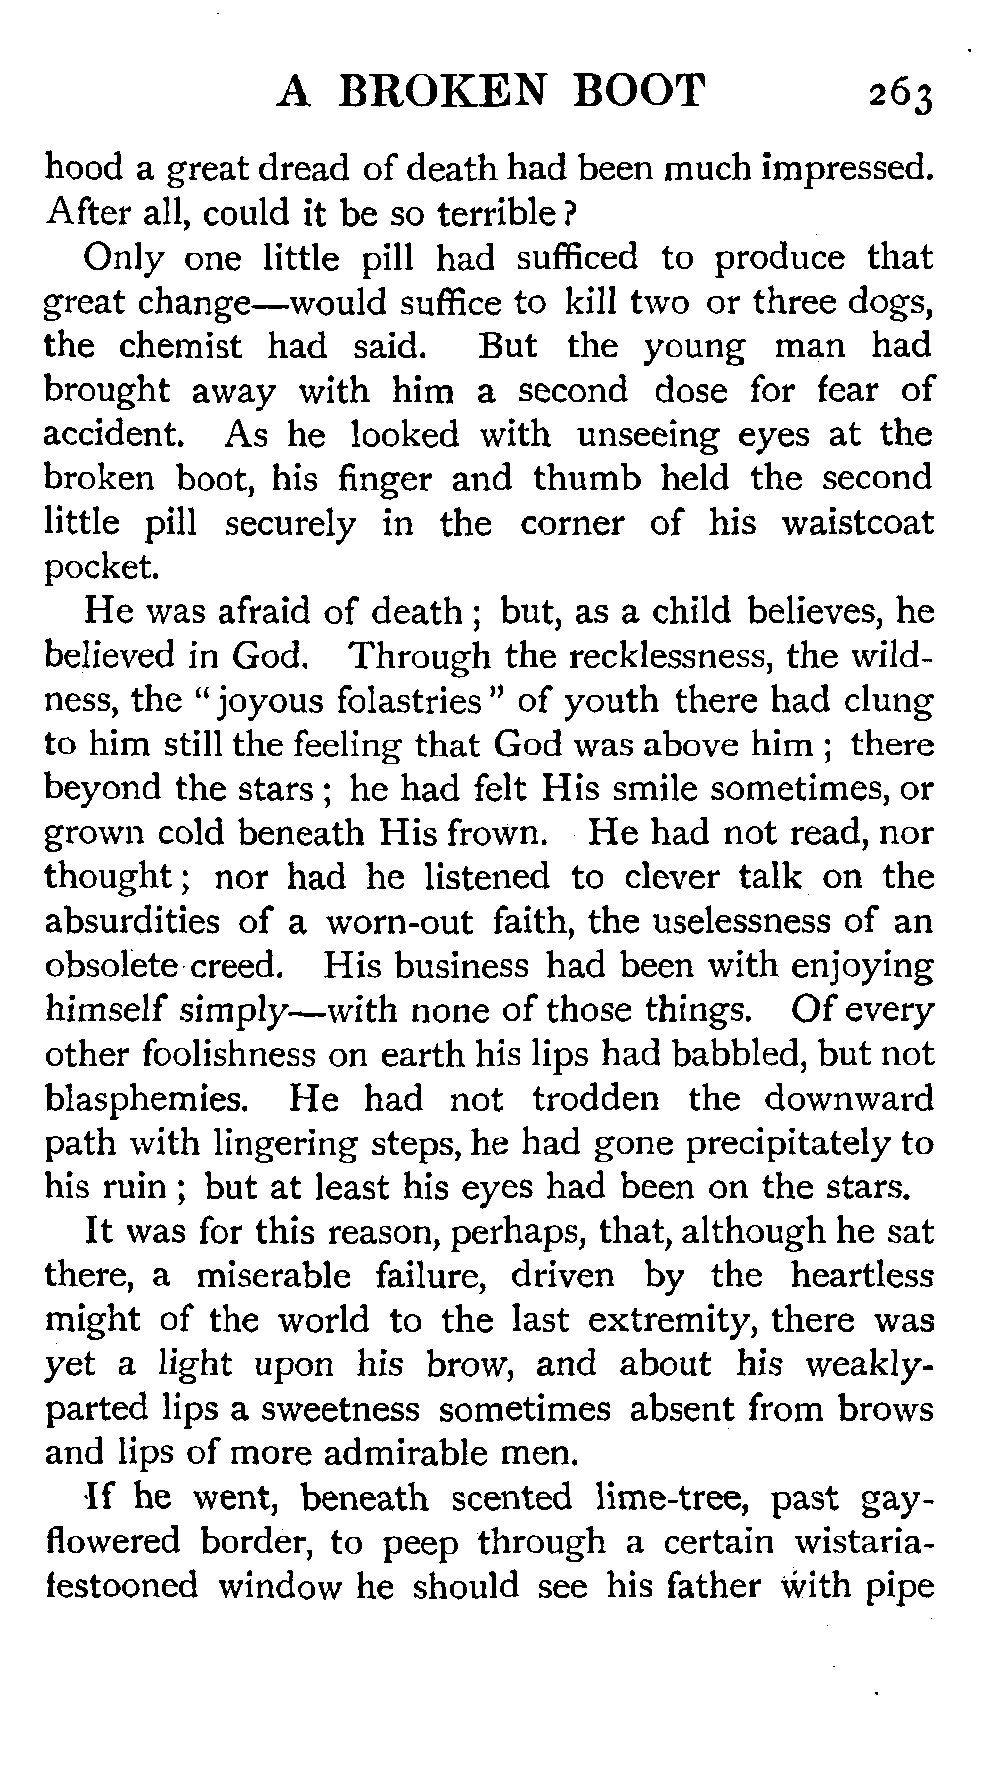 A BROKEN BOOT 263
hood a great dread of death had been much impressed.
After all, could it be so terrible?
Only one little pill had sufficed to produce that
great change—would suffice to kill two or three dogs,
the chemist had said. But the young man had
brought away with him a second dose for fear of
accident. As he looked with unseeing eyes at the
broken boot, his finger and thumb held the second
little pill securely in the corner of his waistcoat
pocket.
He was afraid of death; but, as a child believes, he
believed in God. Through the recklessness, the wild-
ness, the "joyous folastries" of youth there had clung
to him still the feeling that God was above him; there
beyond the stars; he had felt His smile sometimes, or
grown cold beneath His frown. He had not read, nor
thought; nor had he listened to clever talk on the
absurdities of a worn-out faith, the uselessness of an
obsolete creed. His business had been with enjoying
himself simply—with none of those things. Of every
other foolishness on earth his lips had babbled, but not
blasphemies. He had not trodden the downward
path with lingering steps, he had gone precipitately to
his ruin; but at least his eyes had been on the stars.
It was for this reason, perhaps, that, although he sat
there, a miserable failure, driven by the heartless
might of the world to the last extremity, there was
yet a light upon his brow, and about his weakly-
parted lips a sweetness sometimes absent from brows
and lips of more admirable men.
If he went, beneath scented lime-tree, past gay-
flowered border, to peep through a certain wistaria-
festooned window he should see his father with pipe